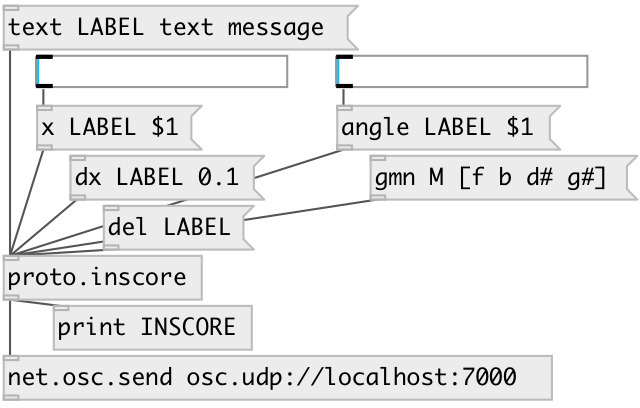 text LABEL text message
x LABEL $1
angle LABEL $1
dx LABEL 0.1
gmn M [f b d# g#]
del LABEL
proto.inscore
print INSCORE
net.osc.send osc.udp://localhost:7000